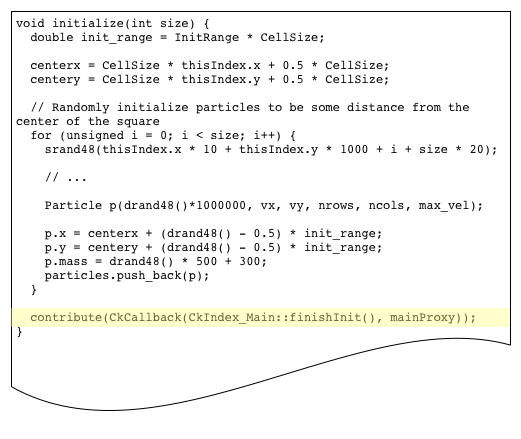 void initialize(int size) {
double init_range = InitRange * CellSize;
centerx = CellSize * thisIndex.x + 0.5 * CellSize;
centery = CellSize * thisIndex.y + 0.5 * CellSize;
// Randomly initialize particles to be some distance from the
center of the square
for (unsigned i = 0; i < size; i++) {
srand48(thisIndex.x * 10 + thisIndex.y * 1000 + i + size * 20);
// ...
Particle p(drand48()*1000000, vx, vy, nrows, ncols, max_vel);
p.x = centerx + (drand48() - 0.5) * init_range;
p.y = centery + (drand48() - 0.5) * init_range;
p.mass = drand48() * 500 + 300;
particles.push_back(p);
}
contribute(CkCallback(CkIndex_Main::finishInit(), mainProxy));
}